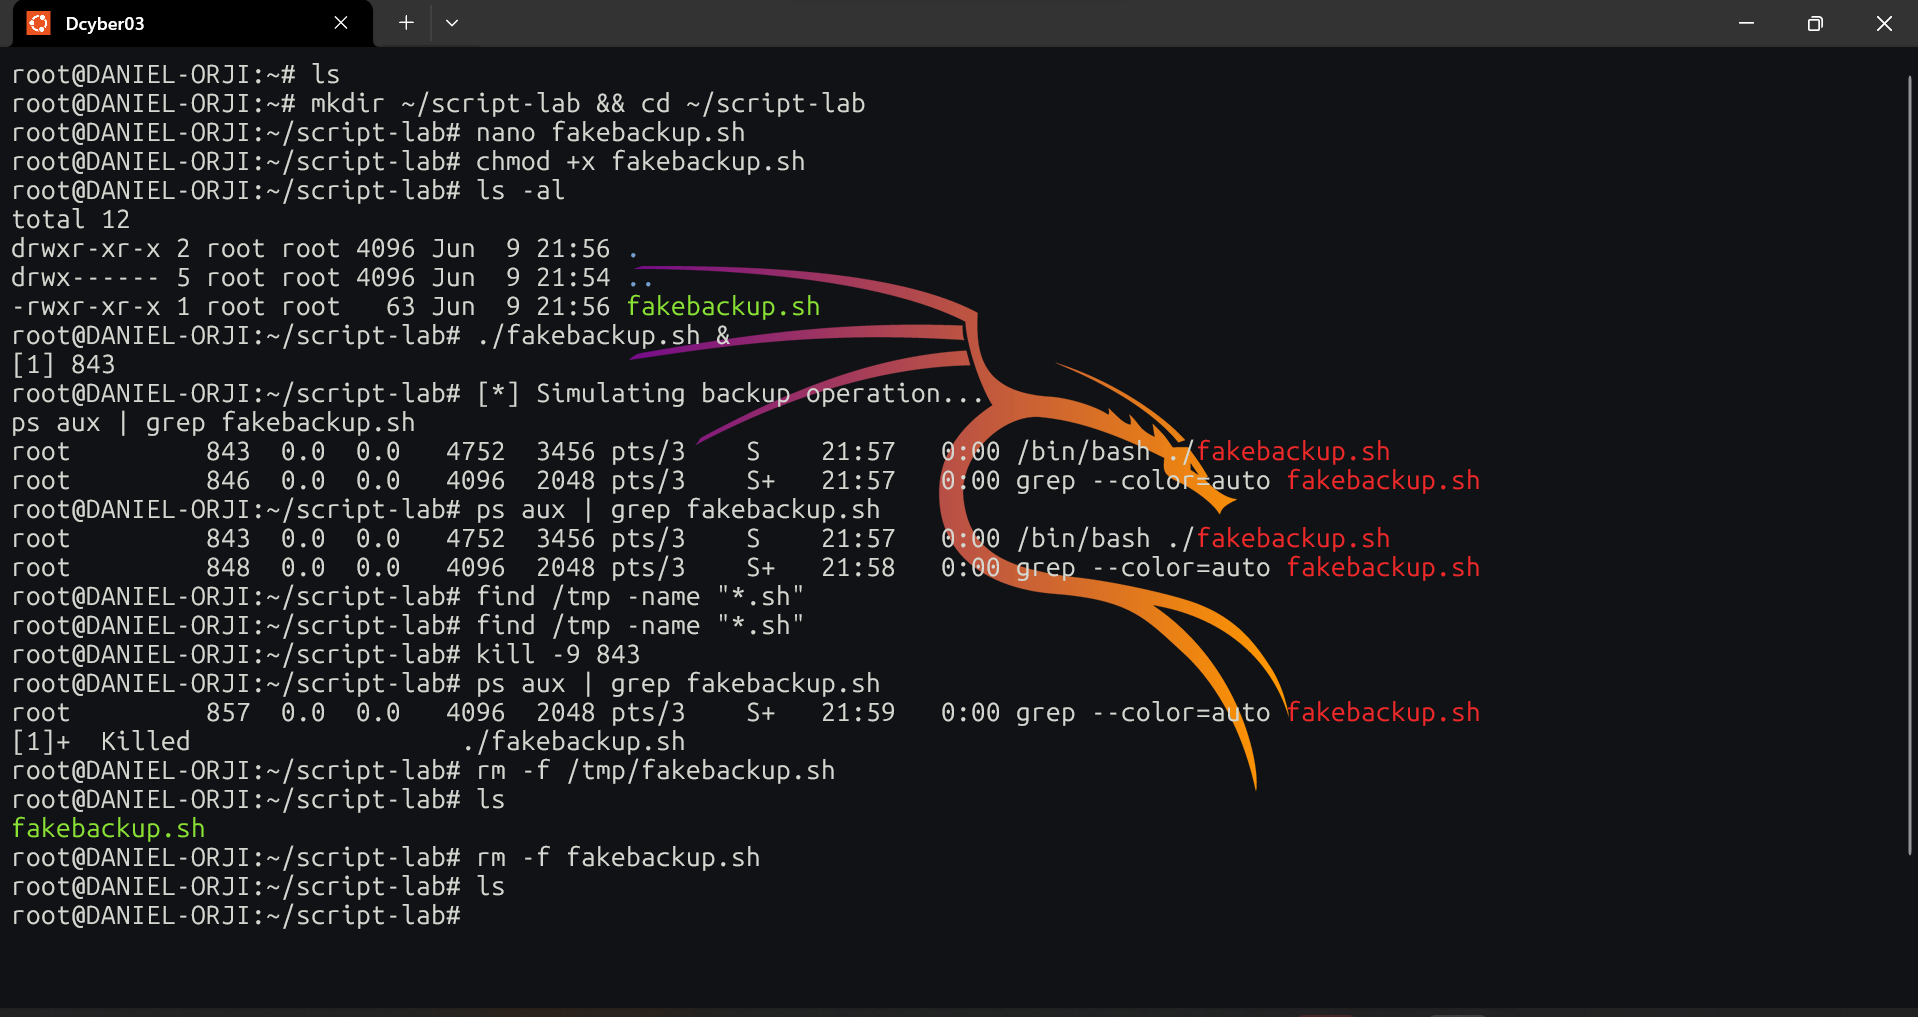 Dcyber03
root@DANIEL-ORJI:~# ls
root@DANIEL-ORJI:~# mkdir ~/script-lab && cd ~/script-lab
root@DANIEL-ORJI:~/script-lab# nano fakebackup.sh
root@DANIEL-ORJI:~/script-lab# chmod +x fakebackup.sh
root@DANIEL-ORJI:~/script-lab# ls -al
total 12
drwxr-xr-x 2 root root 4096 Jun  9 21:56 .
drwx------ 5 root root 4096 Jun  9 21:54 ..
-rwxr-xr-x 1 root root   63 Jun  9 21:56 fakebackup.sh
root@DANIEL-ORJI:~/script-lab# ./fakebackup.sh &
[1] 843
root@DANIEL-ORJI:~/script-lab# [*] Simulating backup operation...
ps aux | grep fakebackup.sh
root         843  0.0  0.0   4752  3456 pts/3    S    21:57   0:00 /bin/bash ./fakebackup.sh
root         846  0.0  0.0   4096  2048 pts/3    S+   21:57   0:00 grep --color=auto fakebackup.sh
root@DANIEL-ORJI:~/script-lab# ps aux | grep fakebackup.sh
root         843  0.0  0.0   4752  3456 pts/3    S    21:57   0:00 /bin/bash ./fakebackup.sh
root         848  0.0  0.0   4096  2048 pts/3    S+   21:58   0:00 grep --color=auto fakebackup.sh
root@DANIEL-ORJI:~/script-lab# find /tmp -name "*.sh"
root@DANIEL-ORJI:~/script-lab# find /tmp -name "*.sh"
root@DANIEL-ORJI:~/script-lab# kill -9 843
root@DANIEL-ORJI:~/script-lab# ps aux | grep fakebackup.sh
root         857  0.0  0.0   4096  2048 pts/3    S+   21:59   0:00 grep --color=auto fakebackup.sh
[1]+  Killed                  ./fakebackup.sh
root@DANIEL-ORJI:~/script-lab# rm -f /tmp/fakebackup.sh
root@DANIEL-ORJI:~/script-lab# ls
fakebackup.sh
root@DANIEL-ORJI:~/script-lab# rm -f fakebackup.sh
root@DANIEL-ORJI:~/script-lab# ls
root@DANIEL-ORJI:~/script-lab#